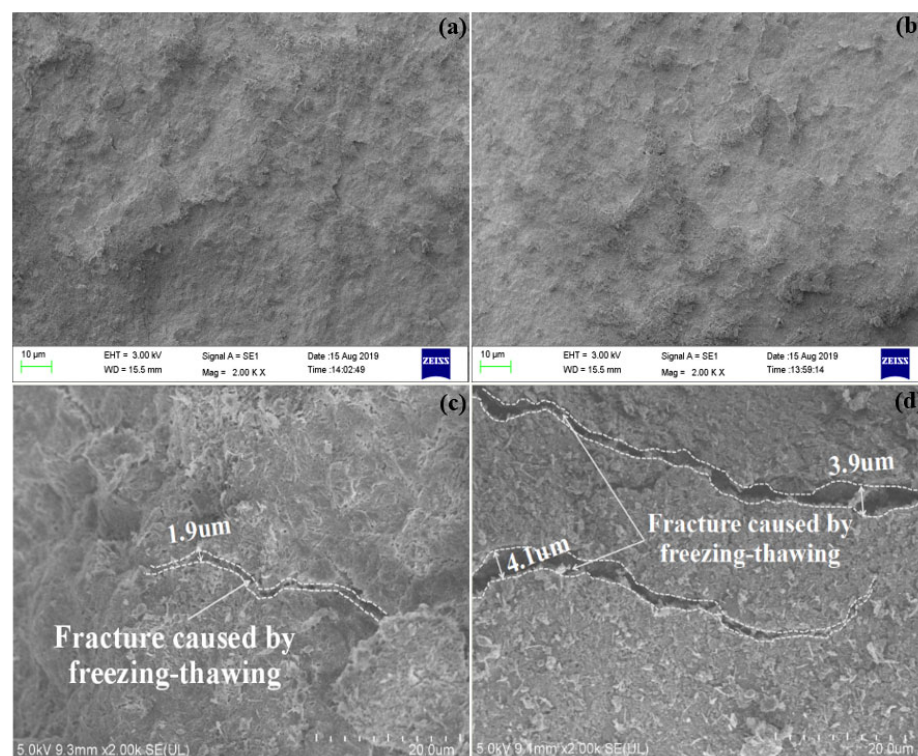 (a)
(b)
10 µm
EHT = 3.00 kV
Signal A = SE1
Date :15 Aug 2019
WD = 15.5 mm
Mag = 2.00 K X
Time :14:02:49
ZEISS
10 µm
EHT = 3.00 kV
Signal A = SE1
Date :15 Aug 2019
WD = 15.5 mm
Mag = 2.00 K X
Time :13:59:14
ZEISS
(c)
(d)
1.9um
Fracture caused by
freezing-thawing
5.0kV 9.3mm x2.00k SE(UL)
20.0um
3.9um
4.1um
Fracture caused by
freezing-thawing
5.0kV 9.1mm x2.00k SE(UL)
20.0um